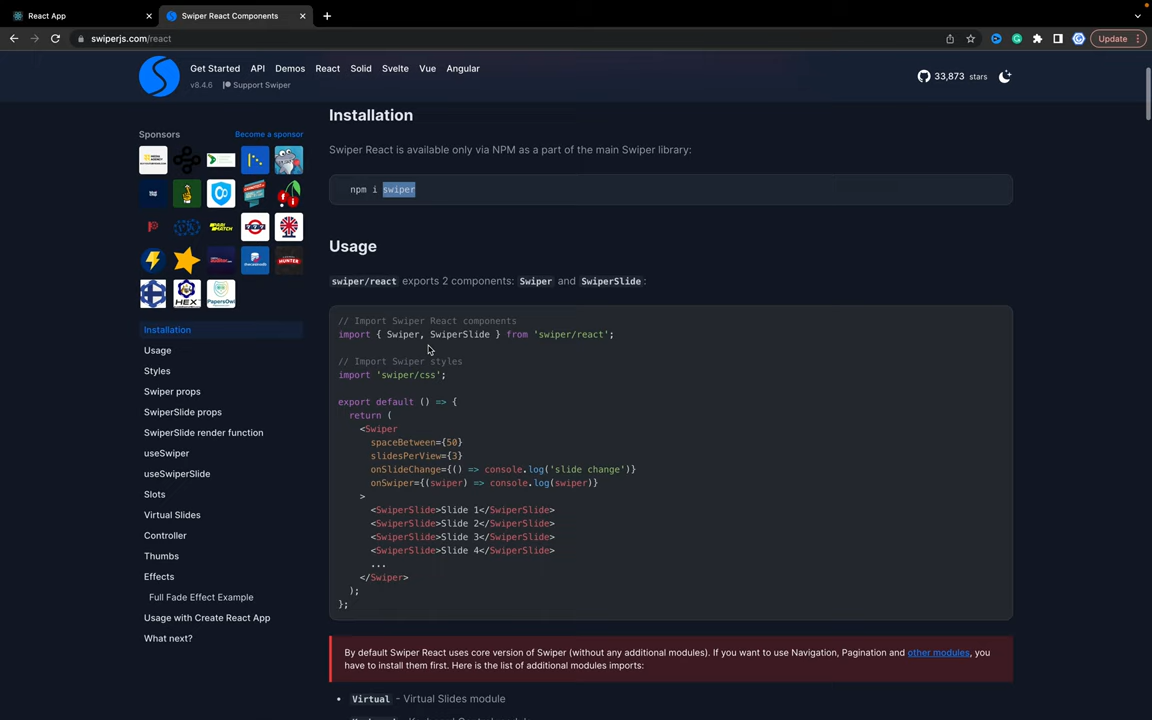 React App
Swiper React Components
swiperjs.com/react
Update
Get Started API Demos React Solid Svelte Vue Angular
v8.4.6 Support Swiper
33,873 stars
Sponsors Become a sponsor
Installation
Usage
Styles
Swiper props
SwiperSlide props
SwiperSlide render function
useSwiper
useSwiperSlide
Slots
Virtual Slides
Controller
Thumbs
Effects
Full Fade Effect Example
Usage with Create React App
What next?
Installation
Swiper React is available only via NPM as a part of the main Swiper library:
npm i swiper
Usage
swiper/react exports 2 components: Swiper and SwiperSlide :
// Import Swiper React components
import { Swiper, SwiperSlide } from 'swiper/react';
// Import Swiper styles
import 'swiper/css';
export default () => {
return (
<Swiper
spaceBetween={50}
slidesPerView={3}
onSlideChange={() => console.log('slide change')}
onSwiper={(swiper) => console.log(swiper)}
>
<SwiperSlide>Slide 1</SwiperSlide>
<SwiperSlide>Slide 2</SwiperSlide>
<SwiperSlide>Slide 3</SwiperSlide>
<SwiperSlide>Slide 4</SwiperSlide>
...
</Swiper>
);
};
By default Swiper React uses core version of Swiper (without any additional modules). If you want to use Navigation, Pagination and other modules, you
have to install them first. Here is the list of additional modules imports:
• Virtual - Virtual Slides module